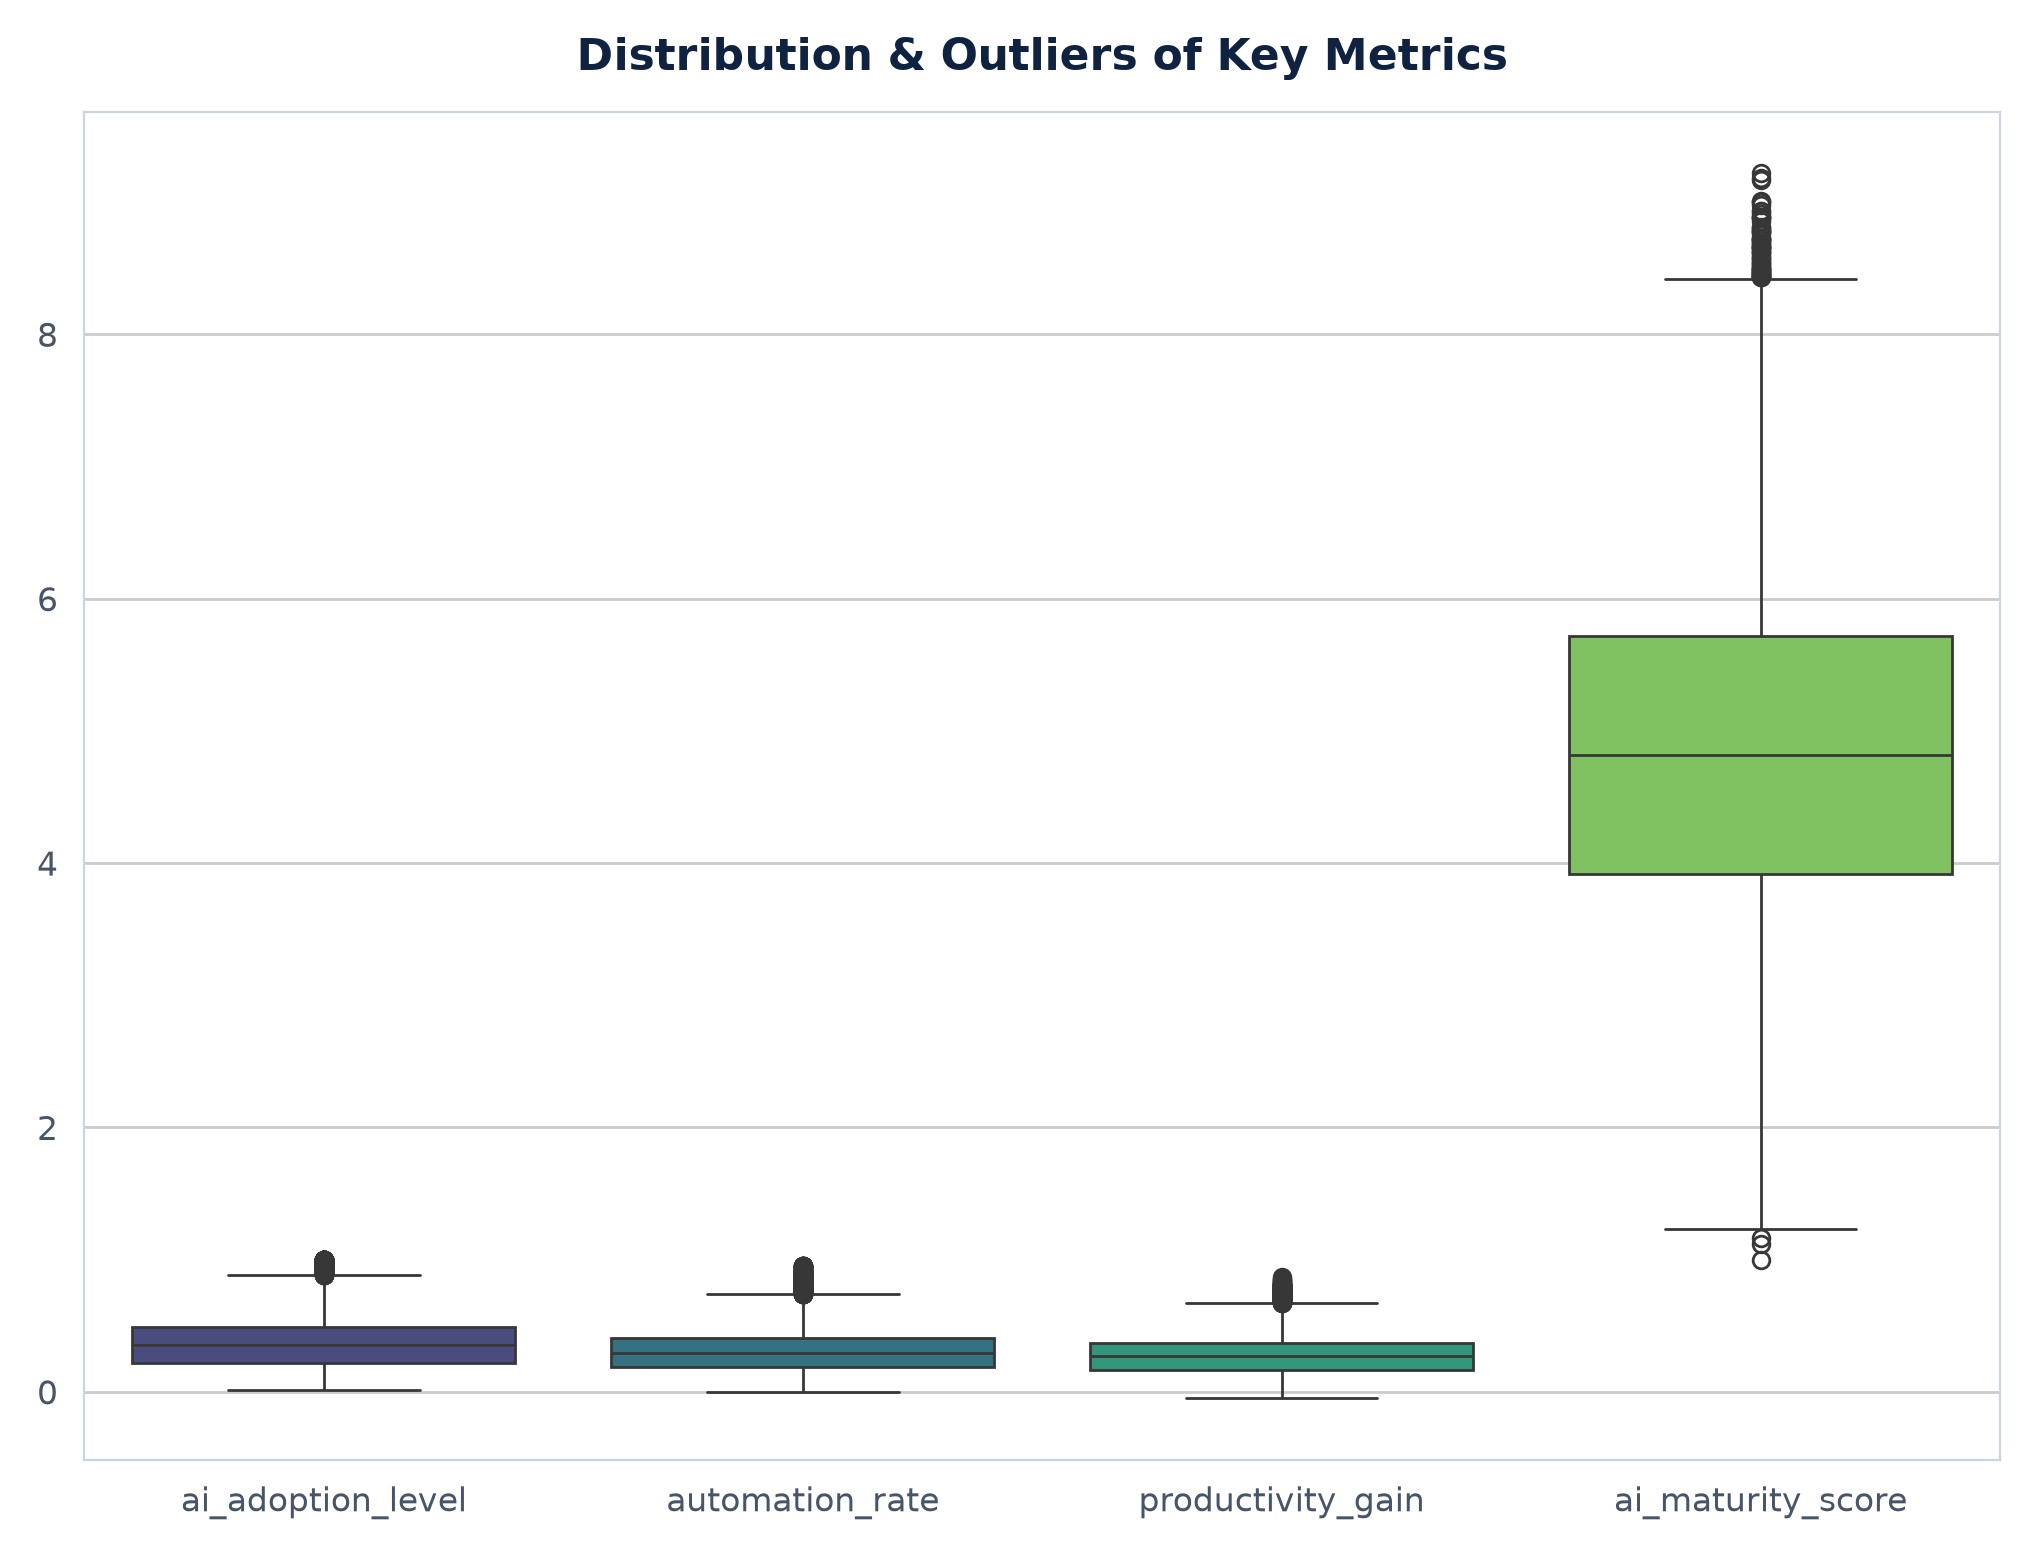 Distribution & Outliers of Key Metrics
8
6
4
2
0
ai_adoption_level
automation_rate
productivity_gain
ai_maturity_score